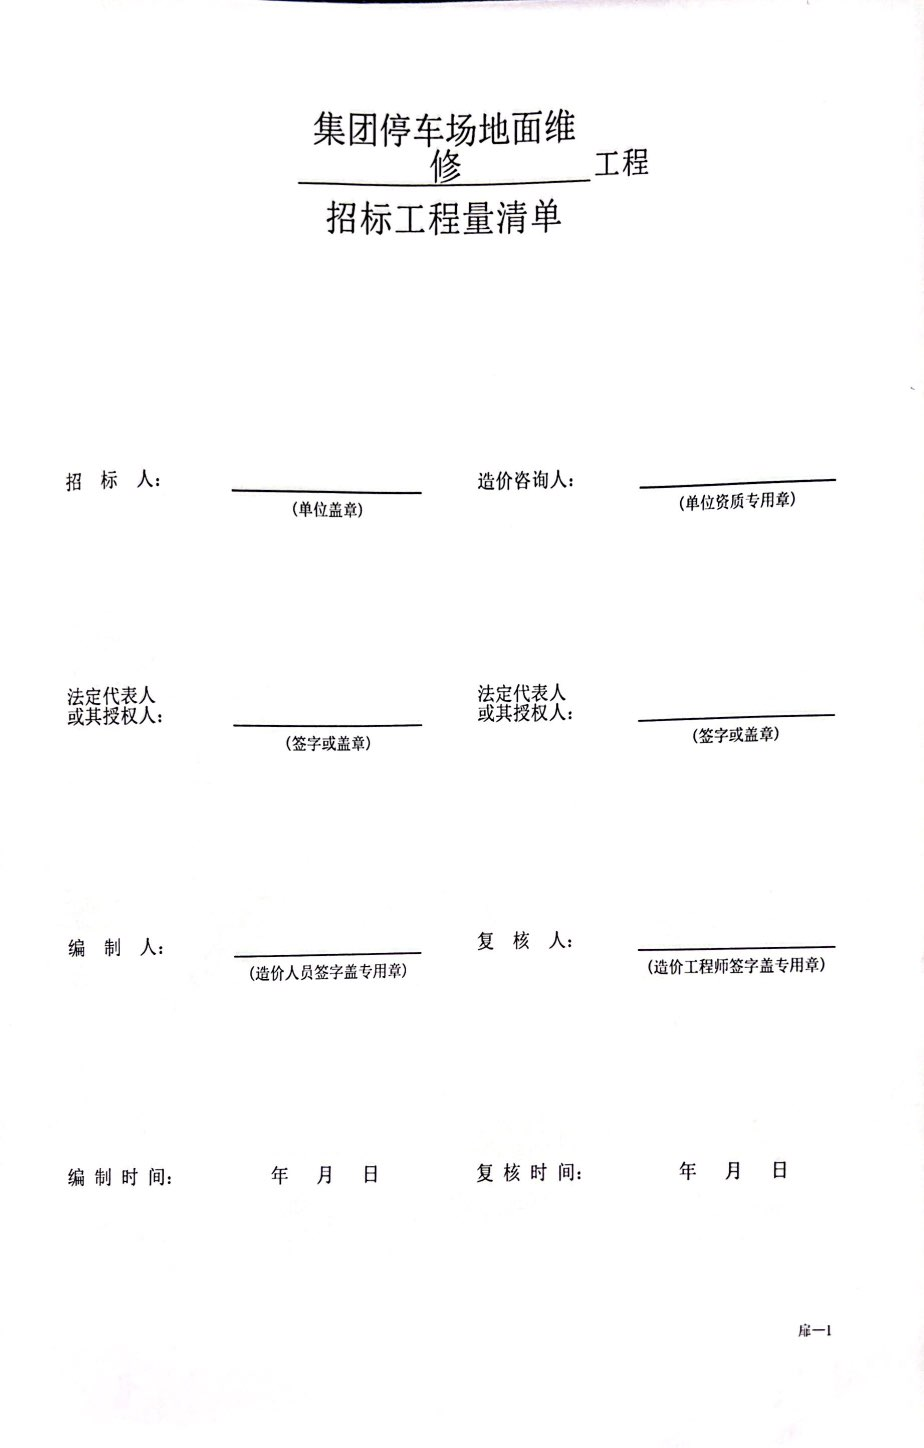 集团停车场地面维
修 工程
招标工程量清单
招 标 人： 造价咨询人：
(单位盖章) (单位资质专用章)
法定代表人 法定代表人
或其授权人： 或其授权人：
(签字或盖章) (签字或盖章)
编 制 人： 复 核 人：
(造价人员签字盖专用章) (造价工程师签字盖专用章)
编 制 时 间： 年 月 日 复 核 时 间： 年 月 日
扉—1